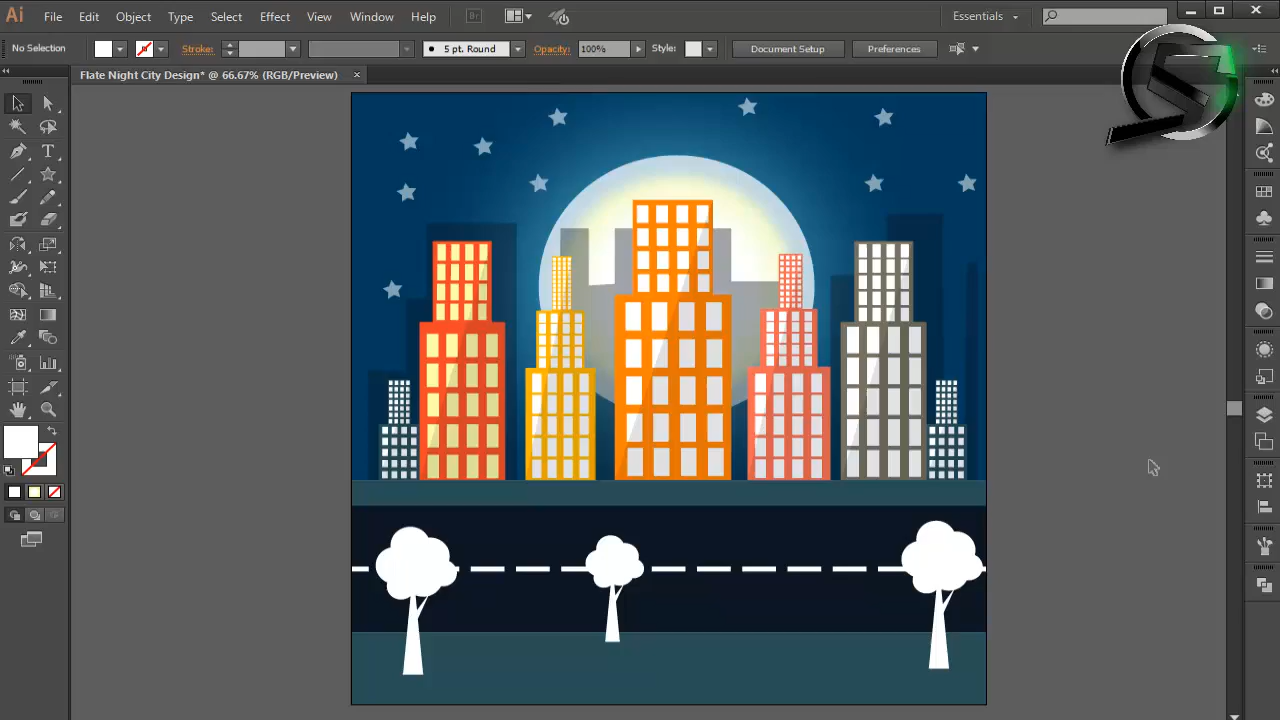 Ai File Edit Object Type Select Effect View Window Help Br Essentials
No Selection Stroke: 5 pt. Round Opacity: 100% Style: Document Setup Preferences
Flate Night City Design* @ 66.67% (RGB/Preview) ×
T